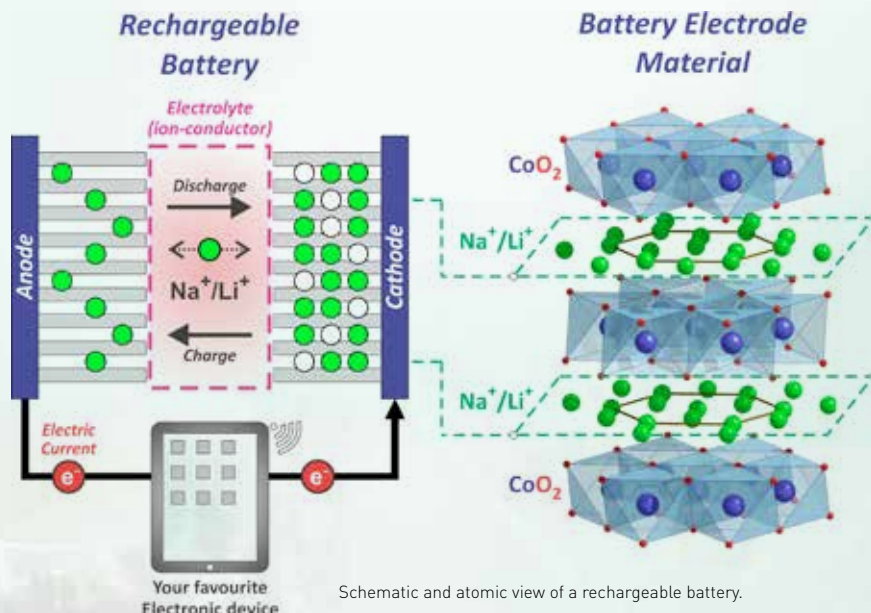 Rechargeable
Battery
Electrolyte
(ion-conductor)
Discharge
Na⁺/Li⁺
Charge
Anode
Cathode
Electric
Current
e⁻
e⁻
Your favourite
Electronic device
Battery Electrode
Material
CoO₂
Na⁺/Li⁺
Na⁺/Li⁺
CoO₂
Schematic and atomic view of a rechargeable battery.